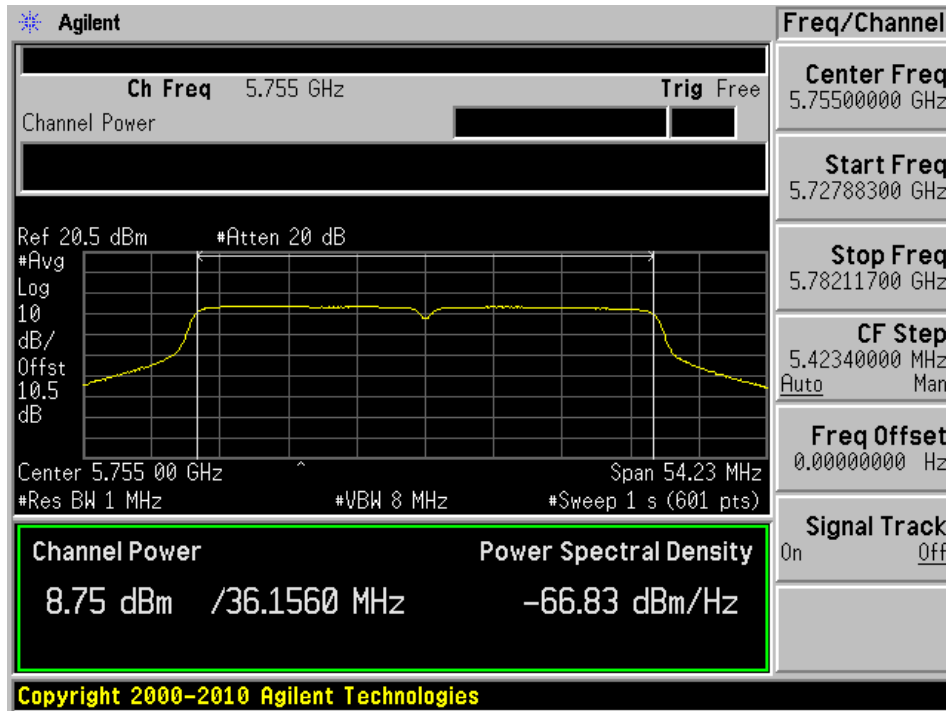 Agilent
Freq/Channel
Ch Freq 5.755 GHz
Trig Free
Channel Power
Center Freq
5.75500000 GHz
Start Freq
5.72788300 GHz
Stop Freq
5.78211700 GHz
CF Step
5.42340000 MHz
Auto Man
Freq Offset
0.00000000 Hz
Signal Track
On Off
Ref 20.5 dBm #Atten 20 dB
#Avg
Log
10
dB/
Offst
10.5
dB
Center 5.755 00 GHz Span 54.23 MHz
#Res BW 1 MHz #VBW 8 MHz #Sweep 1 s (601 pts)
Channel Power Power Spectral Density
8.75 dBm /36.1560 MHz -66.83 dBm/Hz
Copyright 2000-2010 Agilent Technologies